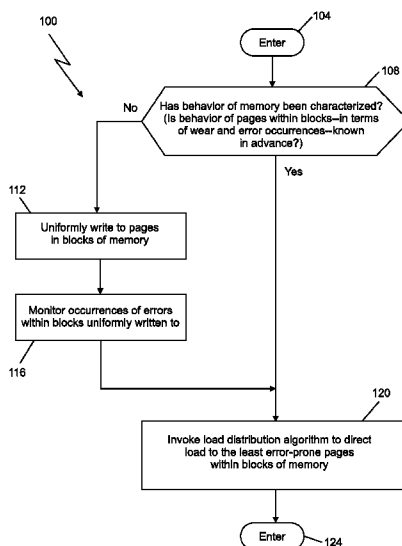 100
104
Enter
108
No
Has behavior of memory been characterized?
(Is behavior of pages within blocks--in terms
of wear and error occurrences--known
in advance?)
Yes
112
Uniformly write to pages
in blocks of memory
Monitor occurrences of errors
within blocks uniformly written to
116
120
Invoke load distribution algorithm to direct
load to the least error-prone pages
within blocks of memory
Enter
124